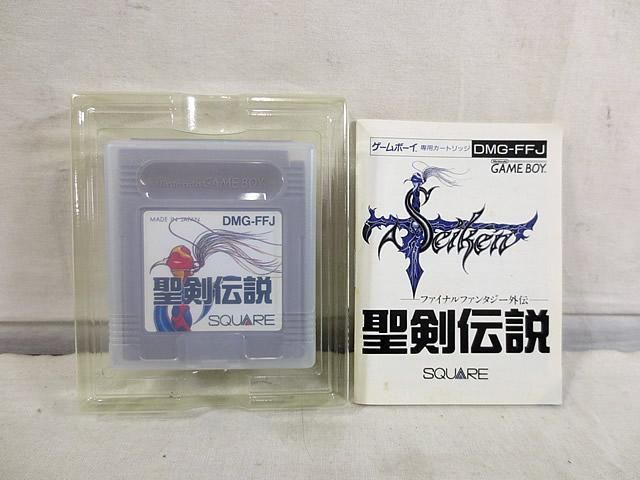 Nintendo GAME BOY
MADE IN JAPAN DMG-FFJ
聖剣伝説
SQUARE
ゲームボーイ 専用カートリッジ DMG-FFJ
Nintendo
GAME BOY
Seiken
ファイナルファンタジー外伝
聖剣伝説
SQUARE